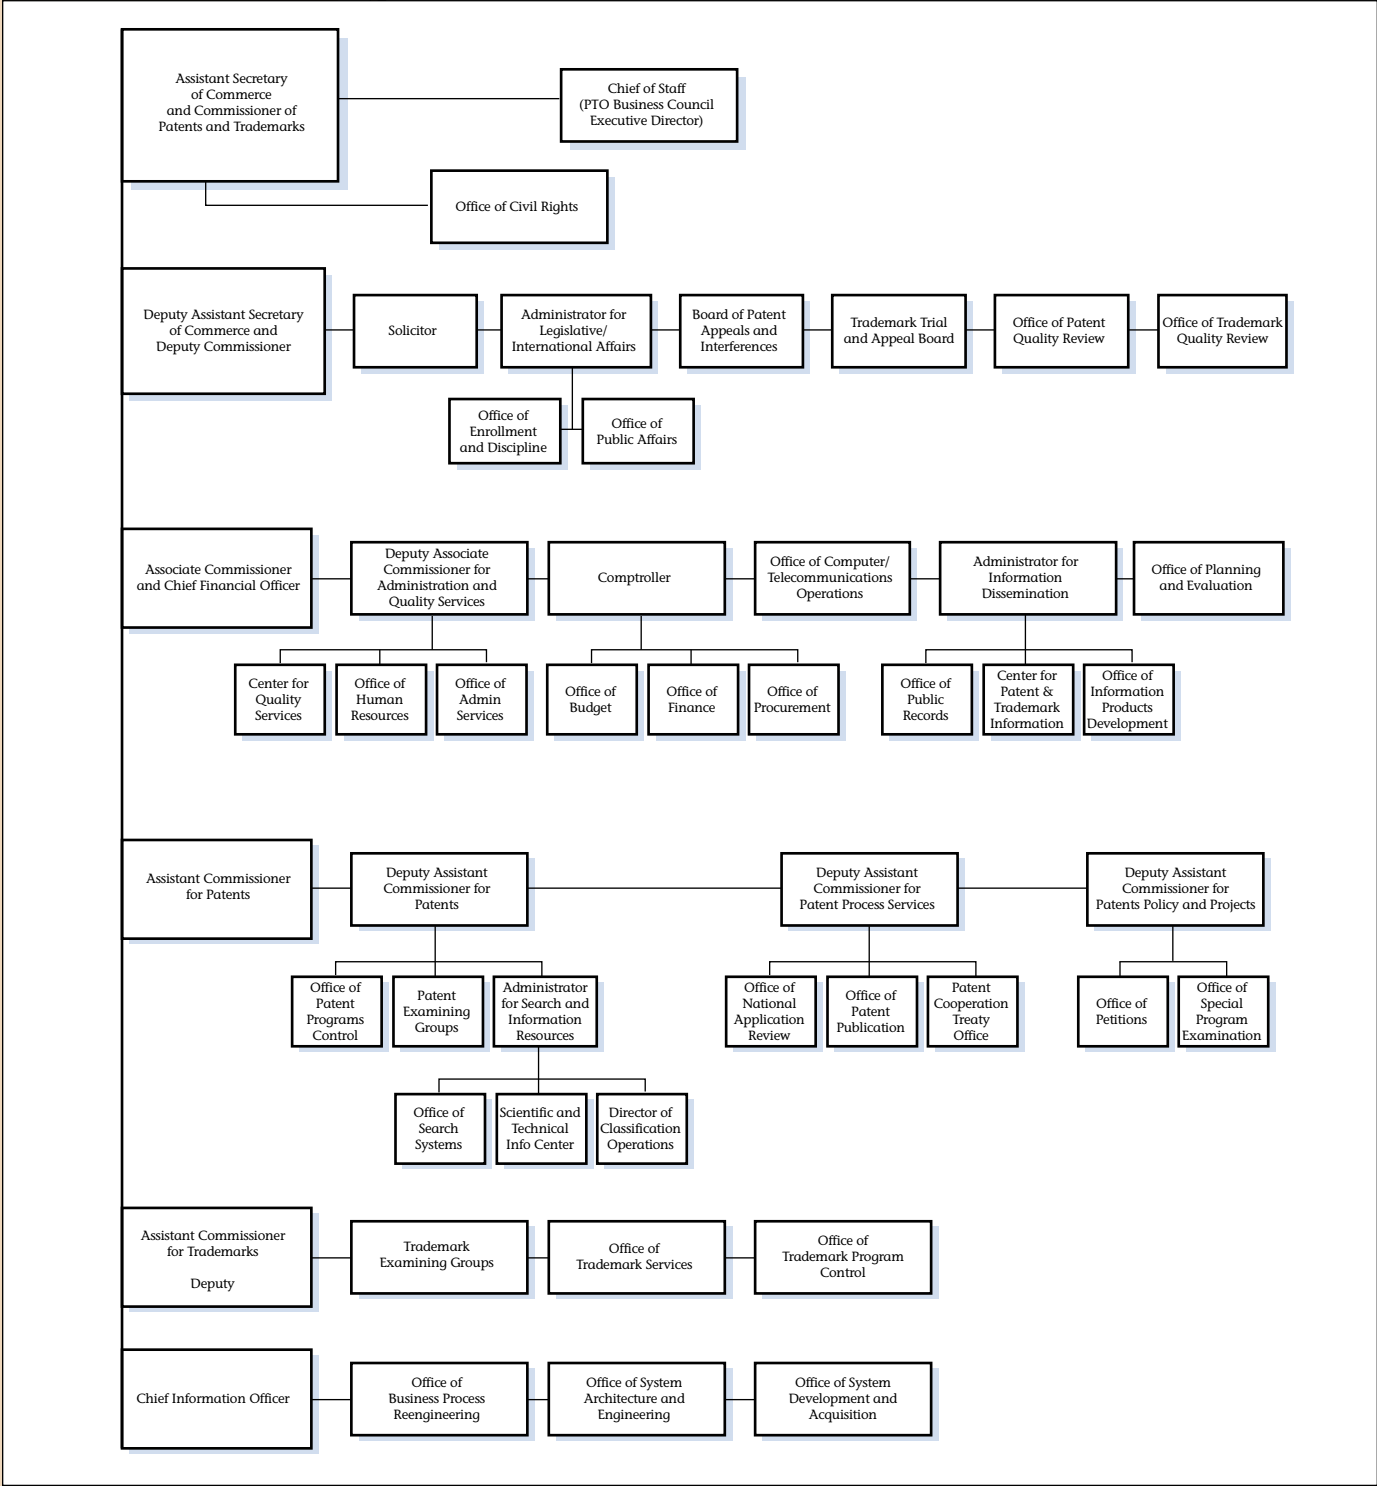 Assistant Secretary
of Commerce
and Commissioner of
Patents and Trademarks
Chief of Staff
(PTO Business Council
Executive Director)
Office of Civil Rights
Deputy Assistant Secretary
of Commerce and
Deputy Commissioner
Solicitor
Administrator for
Legislative/
International Affairs
Board of Patent
Appeals and
Interferences
Trademark Trial
and Appeal Board
Office of Patent
Quality Review
Office of Trademark
Quality Review
Office of
Enrollment
and Discipline
Office of
Public Affairs
Associate Commissioner
and Chief Financial Officer
Deputy Associate
Commissioner for
Administration and
Quality Services
Comptroller
Office of Computer/
Telecommunications
Operations
Administrator for
Information
Dissemination
Office of Planning
and Evaluation
Center for
Quality
Services
Office of
Human
Resources
Office of
Admin
Services
Office of
Budget
Office of
Finance
Office of
Procurement
Office of
Public
Records
Center for
Patent &
Trademark
Information
Office of
Information
Products
Development
Assistant Commissioner
for Patents
Deputy Assistant
Commissioner for
Patents
Deputy Assistant
Commissioner for
Patent Process Services
Deputy Assistant
Commissioner for
Patents Policy and Projects
Office of
Patent
Programs
Control
Patent
Examining
Groups
Administrator
for Search and
Information
Resources
Office of
National
Application
Review
Office of
Patent
Publication
Patent
Cooperation
Treaty
Office
Office of
Petitions
Office of
Special
Program
Examination
Office of
Search
Systems
Scientific and
Technical
Info Center
Director of
Classification
Operations
Assistant Commissioner
for Trademarks
Deputy
Trademark
Examining Groups
Office of
Trademark Services
Office of
Trademark Program
Control
Chief Information Officer
Office of
Business Process
Reengineering
Office of System
Architecture and
Engineering
Office of System
Development and
Acquisition